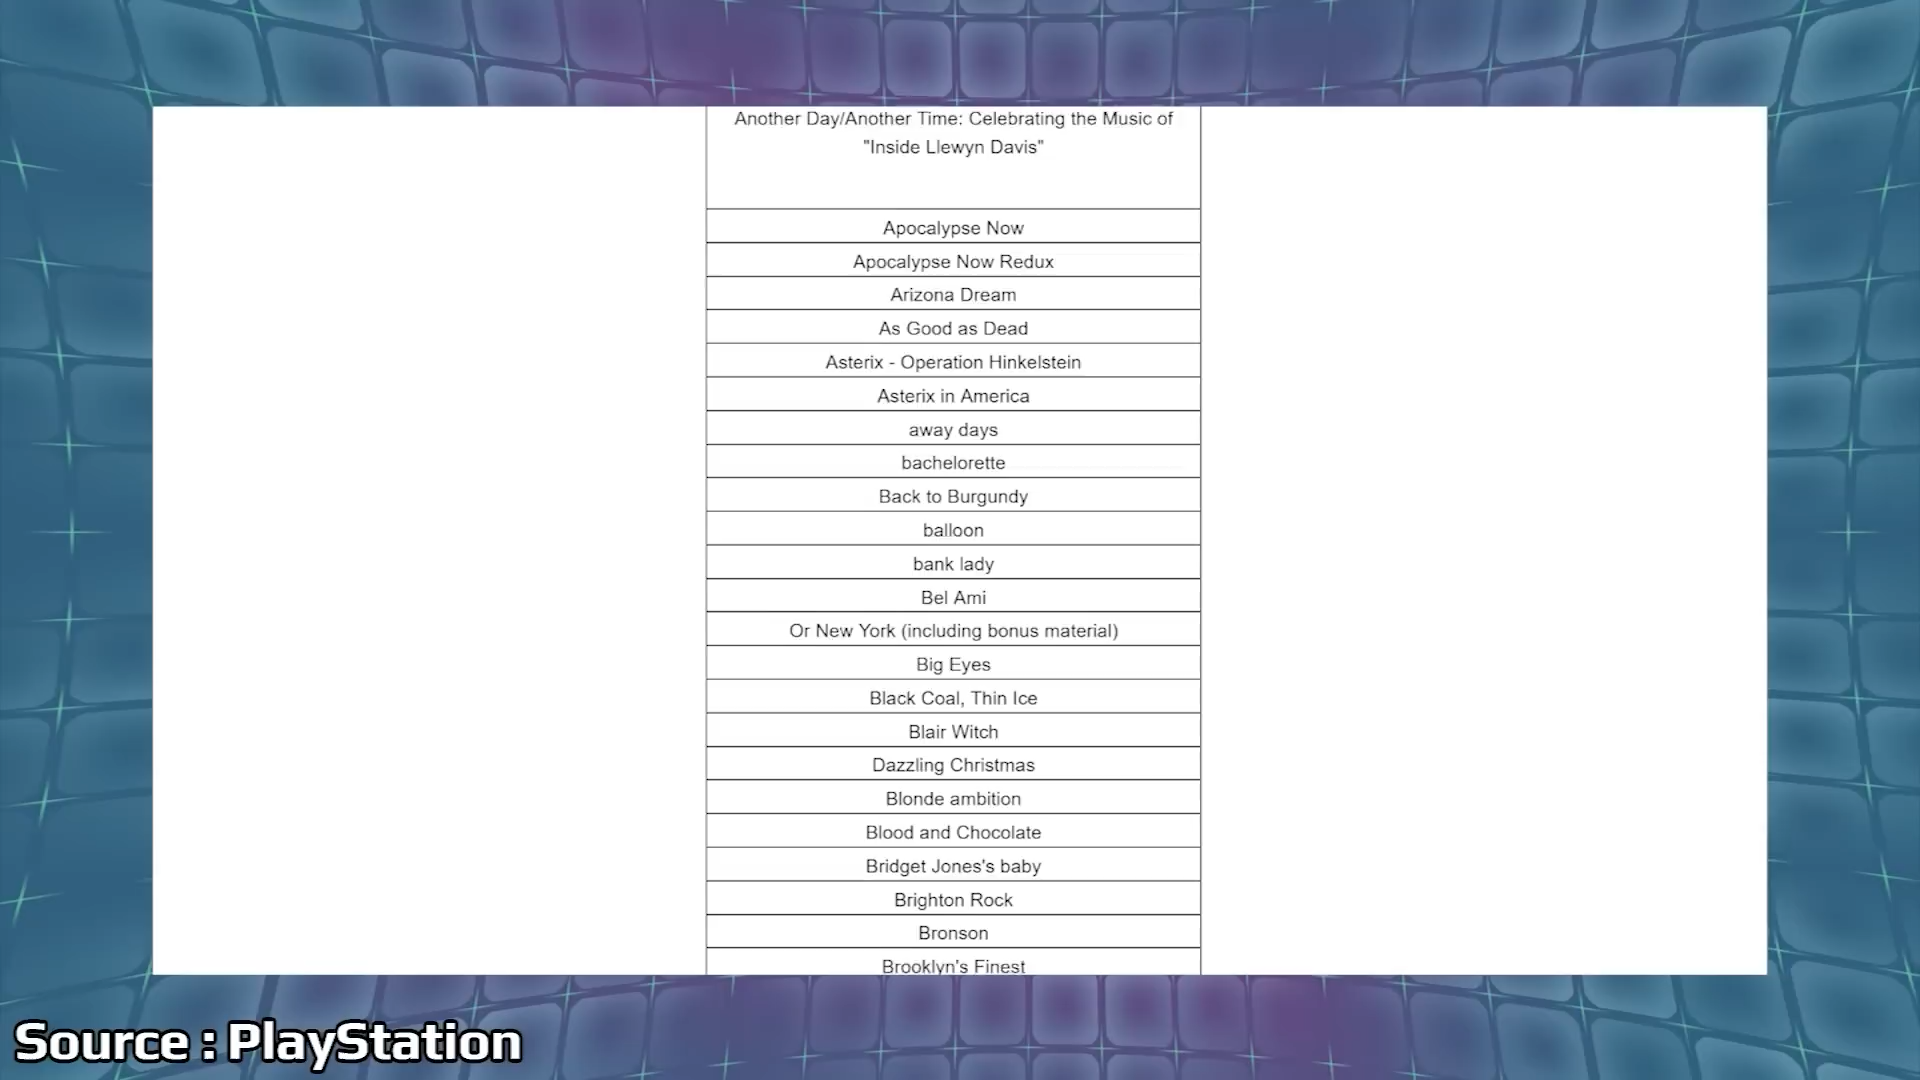 Another Day/Another Time: Celebrating the Music of
"Inside Llewyn Davis"
Apocalypse Now
Apocalypse Now Redux
Arizona Dream
As Good as Dead
Asterix - Operation Hinkelstein
Asterix in America
away days
bachelorette
Back to Burgundy
balloon
bank lady
Bel Ami
Or New York (including bonus material)
Big Eyes
Black Coal, Thin Ice
Blair Witch
Dazzling Christmas
Blonde ambition
Blood and Chocolate
Bridget Jones's baby
Brighton Rock
Bronson
Brooklyn's Finest
Source : PlayStation